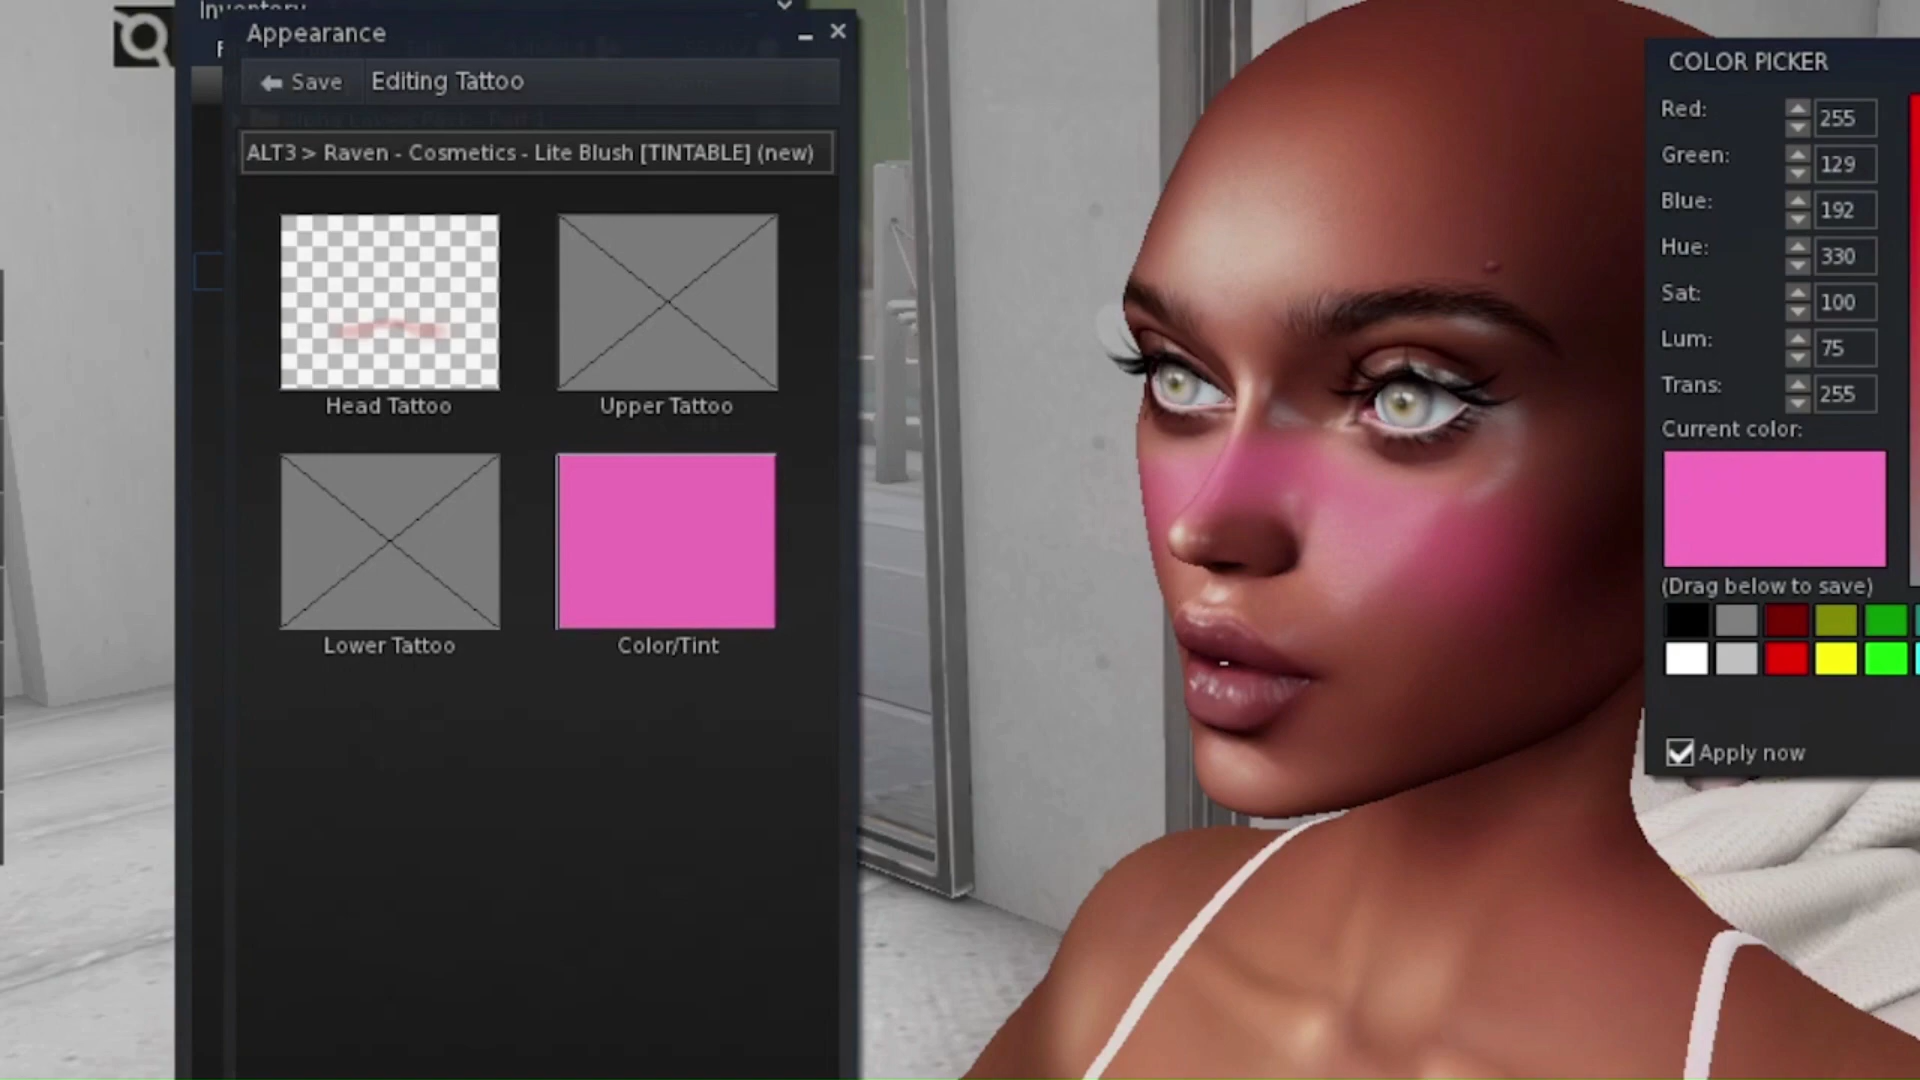 Inventory
Appearance
Save
Editing Tattoo
ALT3 > Raven - Cosmetics - Lite Blush [TINTABLE] (new)
Head Tattoo
Upper Tattoo
Lower Tattoo
Color/Tint
COLOR PICKER
Red: 255
Green: 129
Blue: 192
Hue: 330
Sat: 100
Lum: 75
Trans: 255
Current color:
(Drag below to save)
Apply now